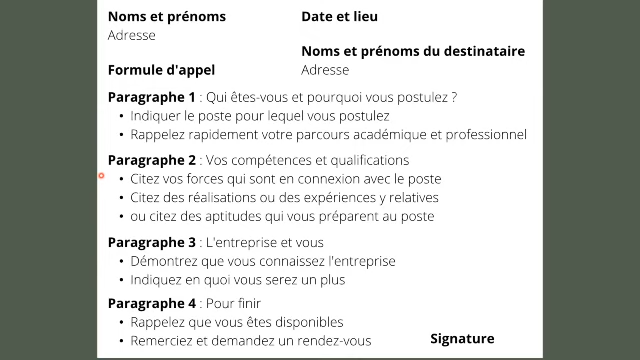 Noms et prénoms
Adresse
Date et lieu
Noms et prénoms du destinataire
Adresse
Formule d'appel
Paragraphe 1 : Qui êtes-vous et pourquoi vous postulez ?
• Indiquer le poste pour lequel vous postulez
• Rappelez rapidement votre parcours académique et professionnel
Paragraphe 2 : Vos compétences et qualifications
• Citez vos forces qui sont en connexion avec le poste
• Citez des réalisations ou des expériences y relatives
• ou citez des aptitudes qui vous préparent au poste
Paragraphe 3 : L'entreprise et vous
• Démontrez que vous connaissez l'entreprise
• Indiquez en quoi vous serez un plus
Paragraphe 4 : Pour finir
• Rappelez que vous êtes disponibles
• Remerciez et demandez un rendez-vous
Signature